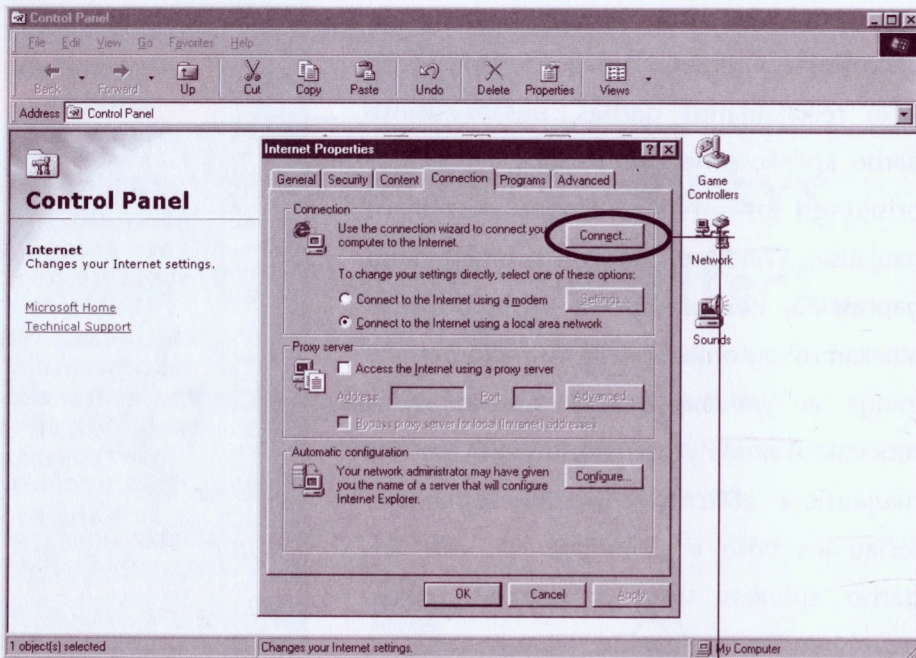 Control Panel
File Edit View Go Favorites Help
Back Forward Up Cut Copy Paste Undo Delete Properties Views
Address Control Panel
Control Panel
Internet
Changes your Internet settings.
Microsoft Home
Technical Support
Internet Properties
General Security Content Connection Programs Advanced
Connection
Use the connection wizard to connect your
computer to the Internet.
Connect...
To change your settings directly, select one of these options:
Connect to the Internet using a modem
Settings...
Connect to the Internet using a local area network
Proxy server
Access the Internet using a proxy server
Address: Port: Advanced...
Bypass proxy server for local (Intranet) addresses
Automatic configuration
Your network administrator may have given
you the name of a server that will configure
Internet Explorer.
Configure...
OK Cancel Apply
Game
Controllers
Network
Sounds
1 object(s) selected Changes your Internet settings. My Computer